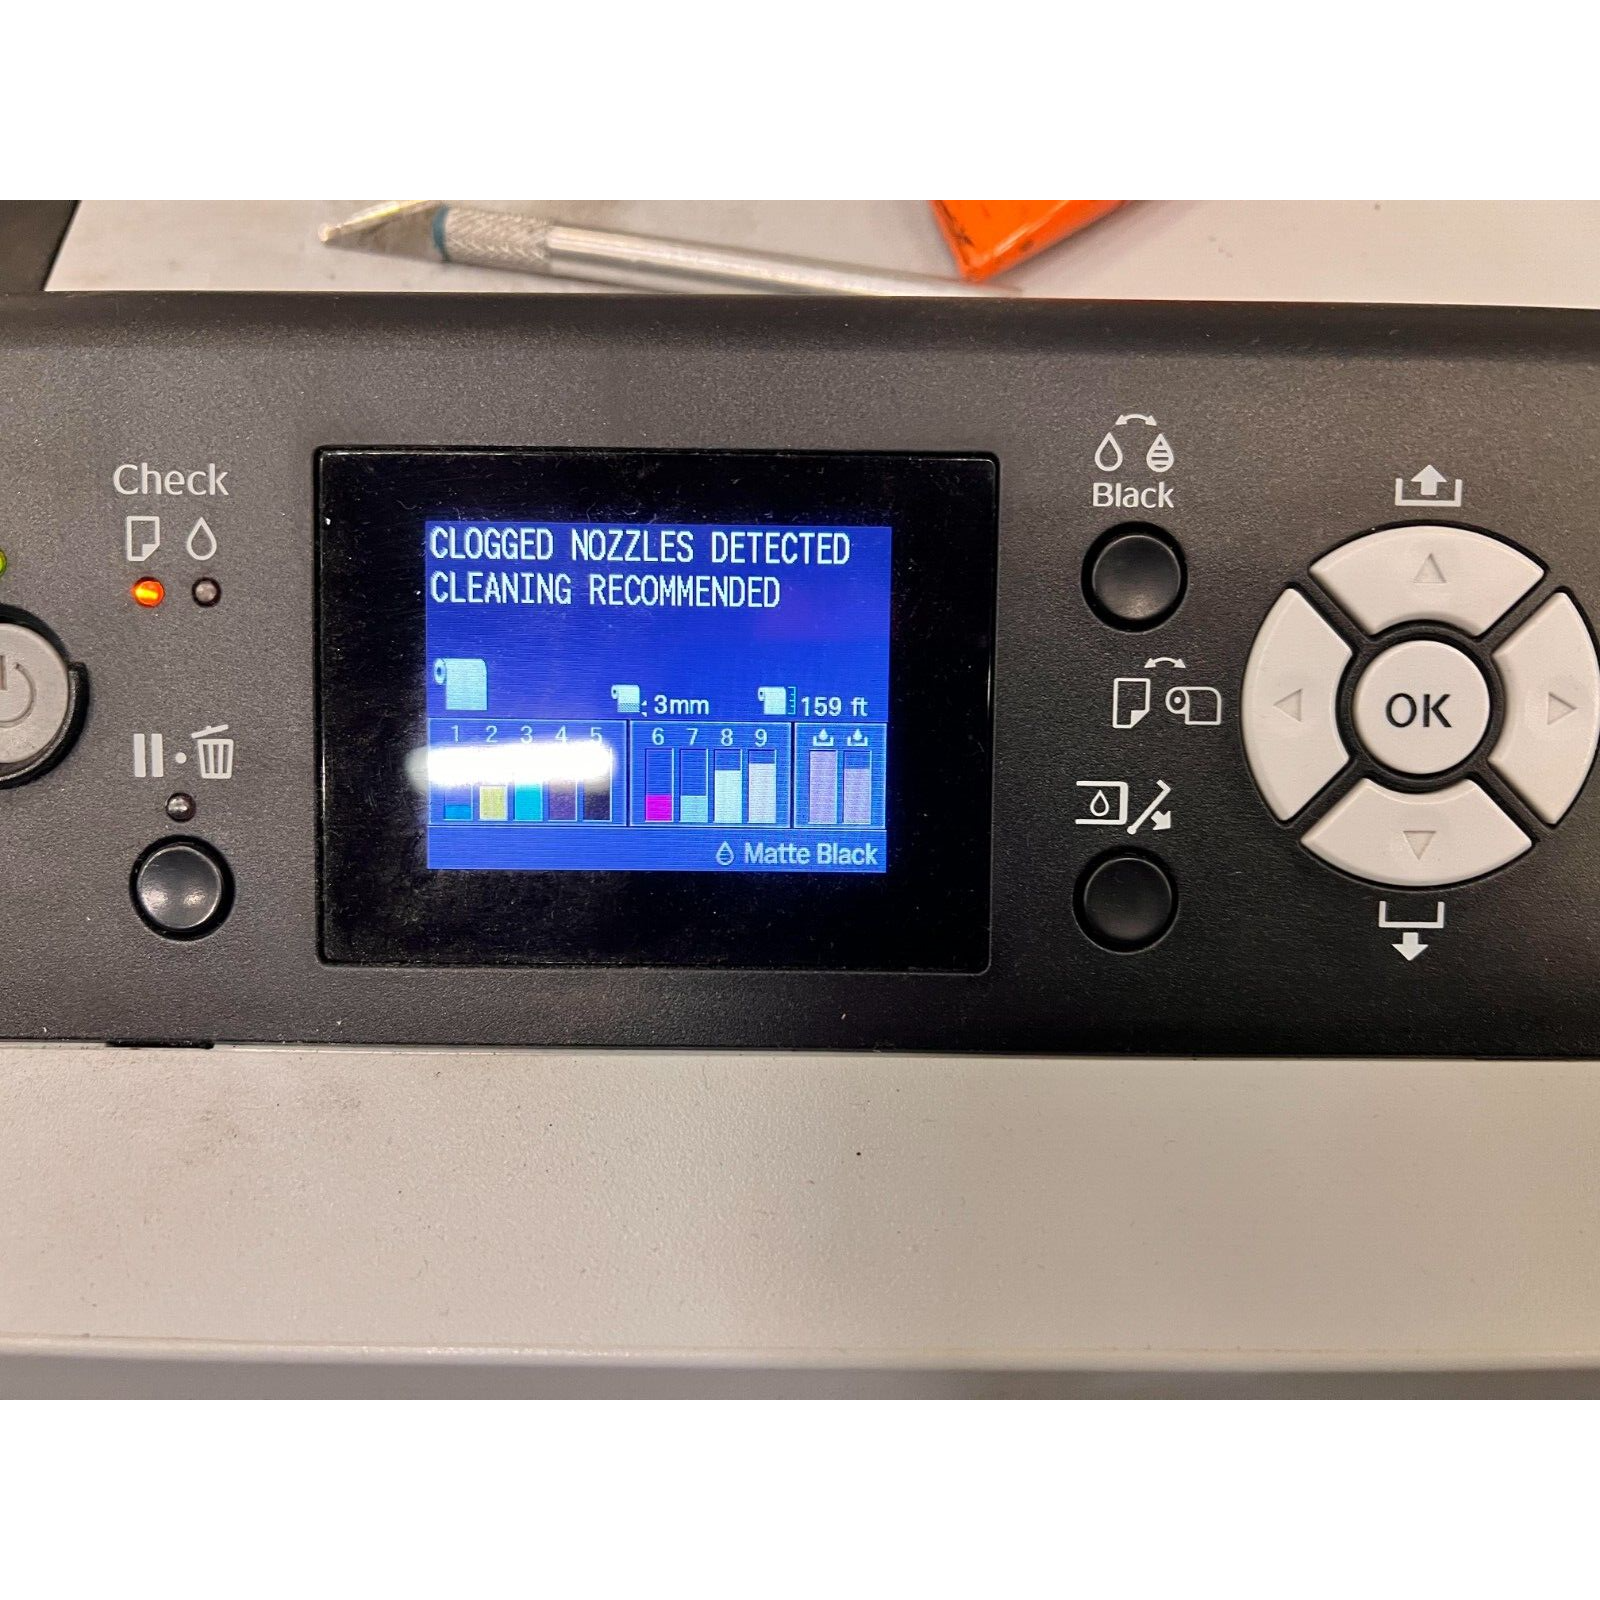 Check
CLOGGED NOZZLES DETECTED
CLEANING RECOMMENDED
3mm
159 ft
1 2 3 4 5 6 7 8 9
Matte Black
Black
OK